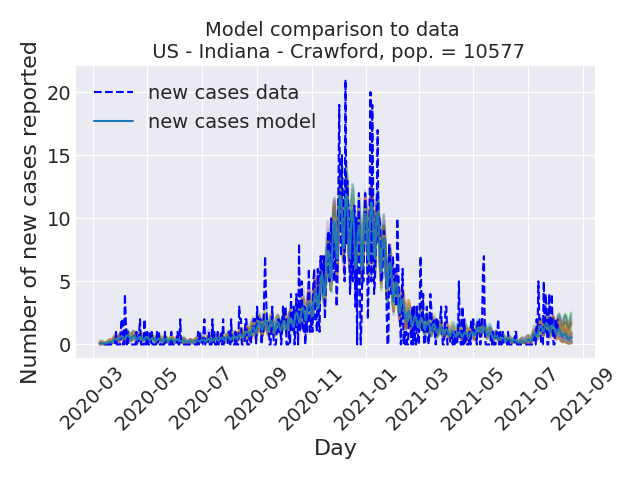 Model comparison to data
US - Indiana - Crawford, pop. = 10577
Number of new cases reported
20
15
10
5
0
new cases data
new cases model
2020-03
2020-05
2020-07
2020-09
2020-11
2021-01
2021-03
2021-05
2021-07
2021-09
Day